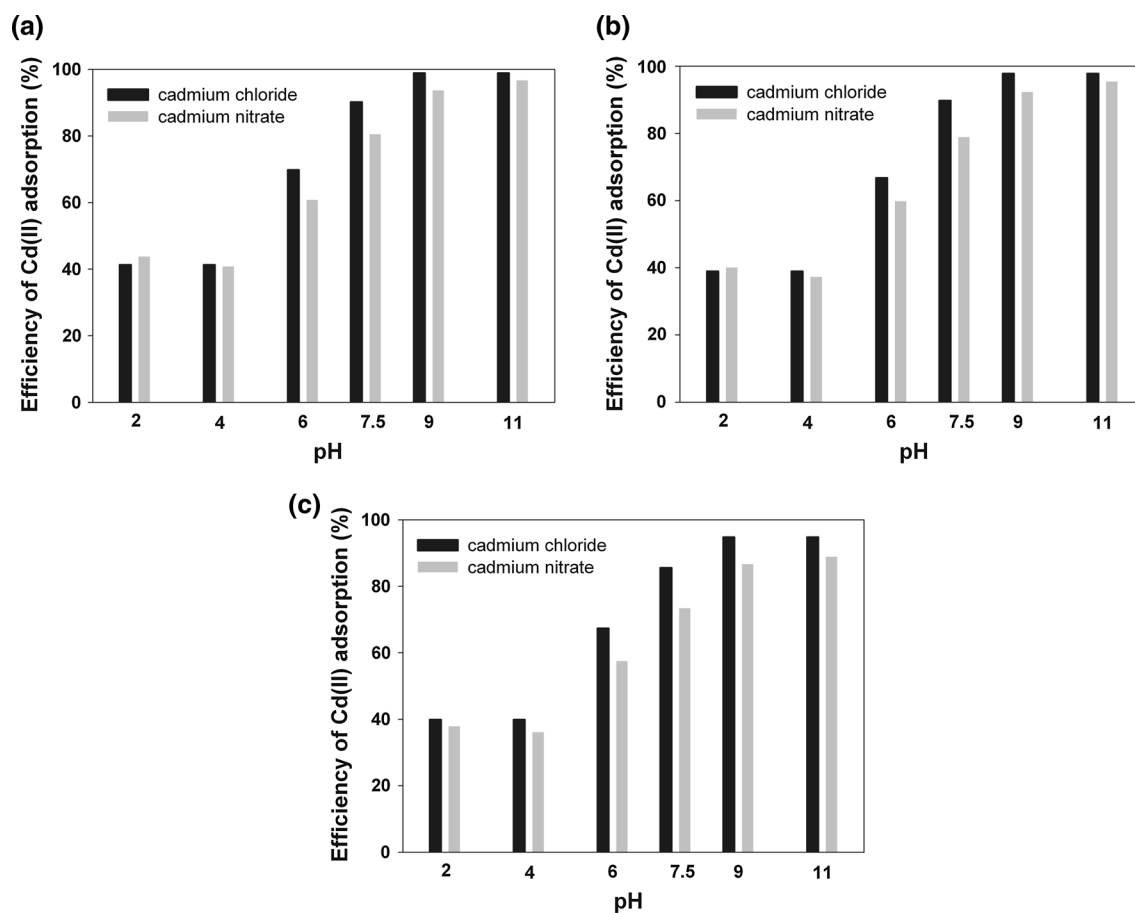 (a)
Efficiency of Cd(II) adsorption (%)
100
80
60
40
20
0
cadmium chloride
cadmium nitrate
2 4 6 7.5 9 11
pH
(b)
Efficiency of Cd(II) adsorption (%)
100
80
60
40
20
0
cadmium chloride
cadmium nitrate
2 4 6 7.5 9 11
pH
(c)
Efficiency of Cd(II) adsorption (%)
100
80
60
40
20
0
cadmium chloride
cadmium nitrate
2 4 6 7.5 9 11
pH